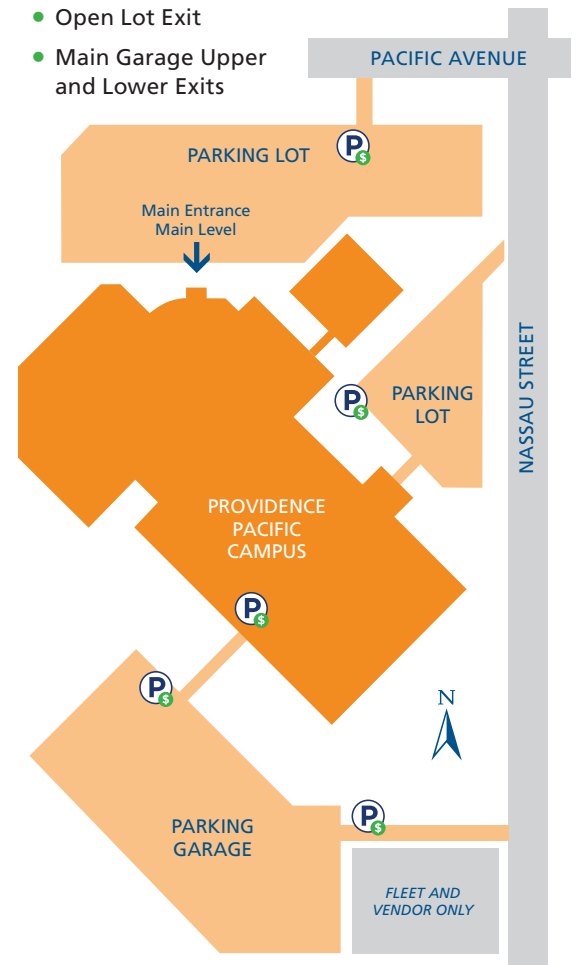 • Open Lot Exit
• Main Garage Upper
and Lower Exits
PACIFIC AVENUE
P
$
PARKING LOT
Main Entrance
Main Level
NASSAU STREET
P
$
PARKING
LOT
PROVIDENCE
PACIFIC
CAMPUS
P
$
P
$
N
P
$
PARKING
GARAGE
FLEET AND
VENDOR ONLY